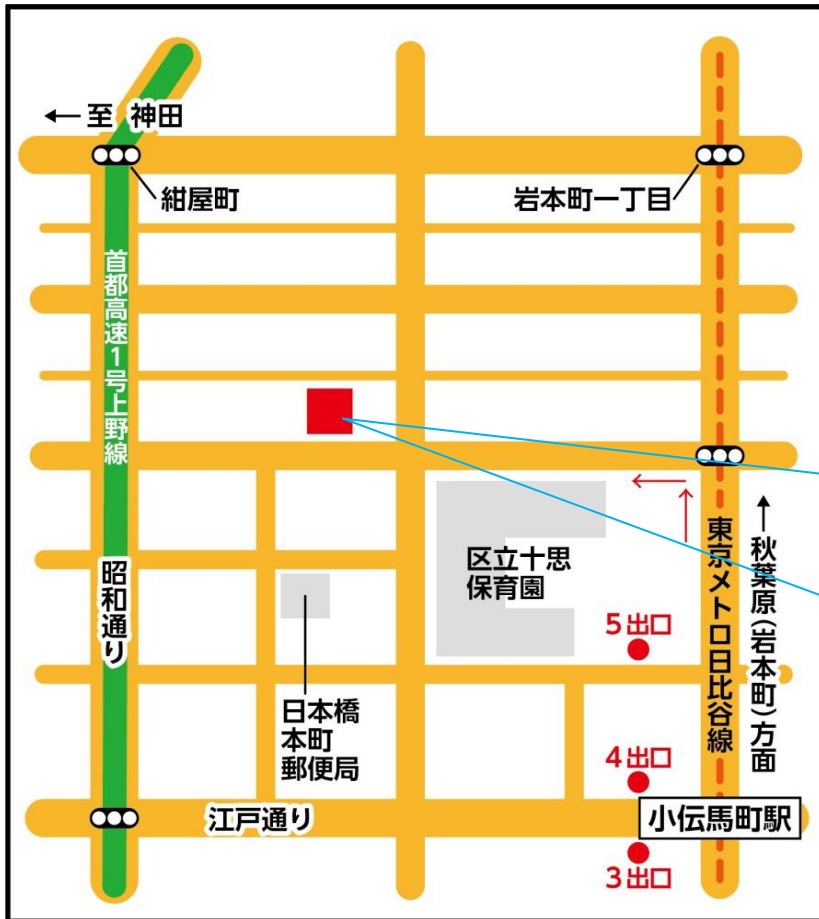 ← 至 神田
紺屋町
岩本町一丁目
首都高速1号上野線
昭和通り
区立十思
保育園
5出口
東京メトロ日比谷線
↑秋葉原(岩本町)方面
日本橋
本町
郵便局
4出口
江戸通り
小伝馬町駅
3出口